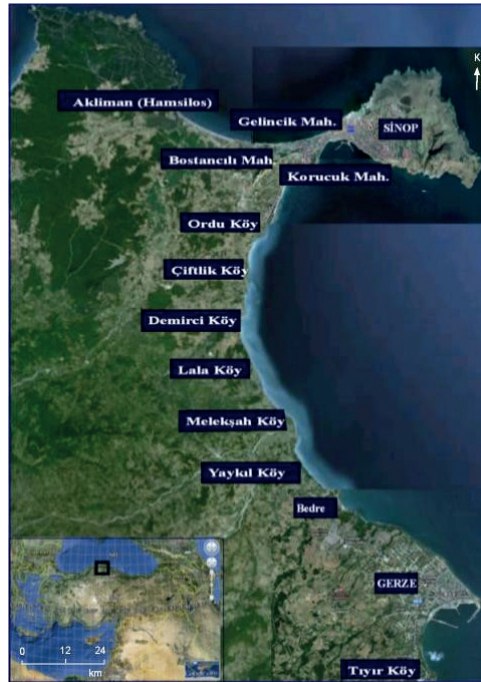 K
Akliman (Hamsilos)
Gelincik Mah.
SİNOP
Bostancılı Mah.
Korucuk Mah.
Ordu Köy
Çiftlik Köy
Demirci Köy
Lala Köy
Melekşah Köy
Yaykıl Köy
Bedre
GERZE
0 12 24
km
Tıyır Köy